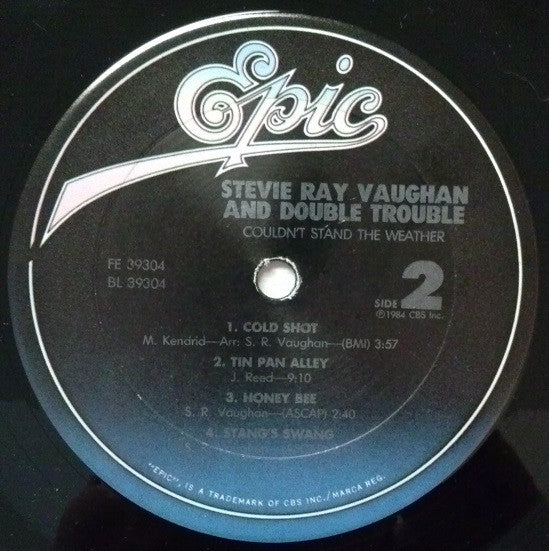 Epic
STEVIE RAY VAUGHAN
AND DOUBLE TROUBLE
COULDN'T STAND THE WEATHER
FE 39304
BL 39304
SIDE 2
℗1984 CBS Inc.
1. COLD SHOT
M. Kendrid—Arr: S. R. Vaughan—(BMI) 3:57
2. TIN PAN ALLEY
J. Reed—9:10
3. HONEY BEE
S. R. Vaughan—(ASCAP) 2:40
4. STANG'S SWANG
"EPIC", IS A TRADEMARK OF CBS INC./MARCA REG.